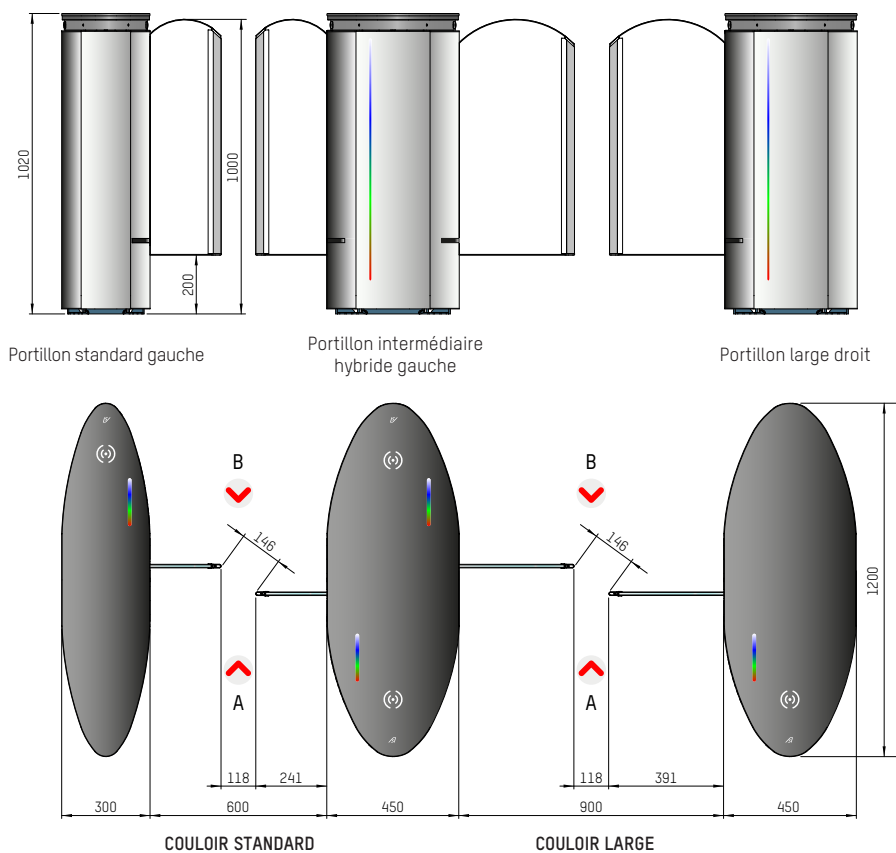 1020
1000
200
Portillon standard gauche
Portillon intermédiaire
hybride gauche
Portillon large droit
B
B
146
146
1200
A
A
118
241
118
391
300
600
450
900
450
COULOIR STANDARD
COULOIR LARGE